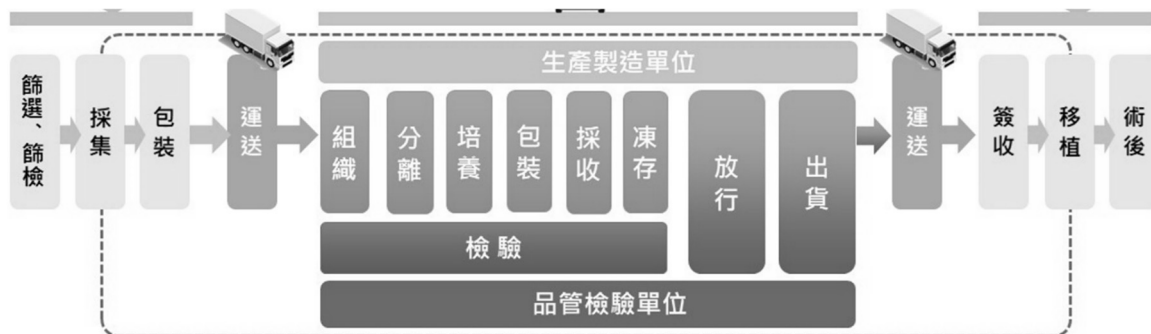 生產製造單位
篩選、篩檢
採集
包裝
運送
組織
分離
培養
包裝
採收
凍存
放行
出貨
運送
簽收
移植
術後
檢驗
品管檢驗單位